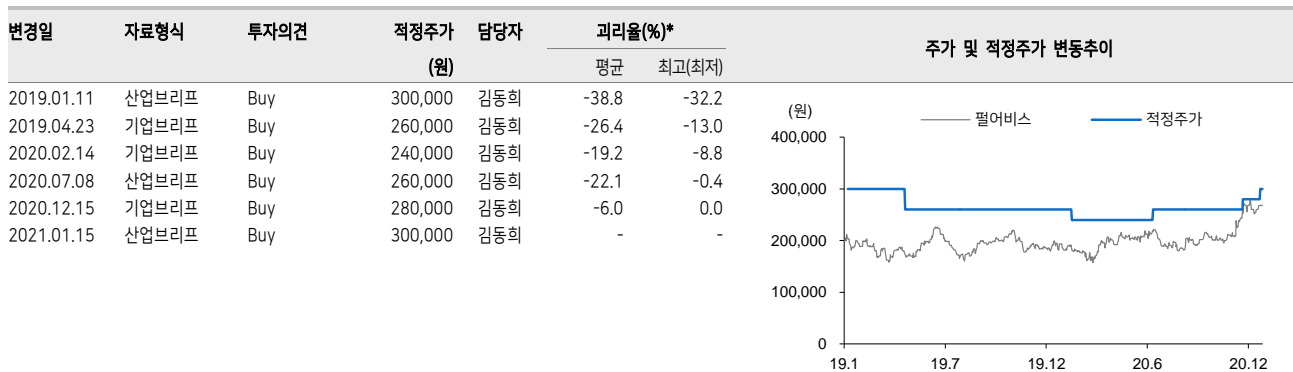 변경일 자료형식 투자의견 적정주가 담당자 괴리율(%)* 주가 및 적정주가 변동추이
(원) 평균 최고(최저)
2019.01.11 산업브리프 Buy 300,000 김동희 -38.8 -32.2
2019.04.23 기업브리프 Buy 260,000 김동희 -26.4 -13.0
2020.02.14 기업브리프 Buy 240,000 김동희 -19.2 -8.8
2020.07.08 산업브리프 Buy 260,000 김동희 -22.1 -0.4
2020.12.15 기업브리프 Buy 280,000 김동희 -6.0 0.0
2021.01.15 산업브리프 Buy 300,000 김동희 - -
(원) 펄어비스 적정주가
400,000
300,000
200,000
100,000
0
19.1 19.7 19.12 20.6 20.12